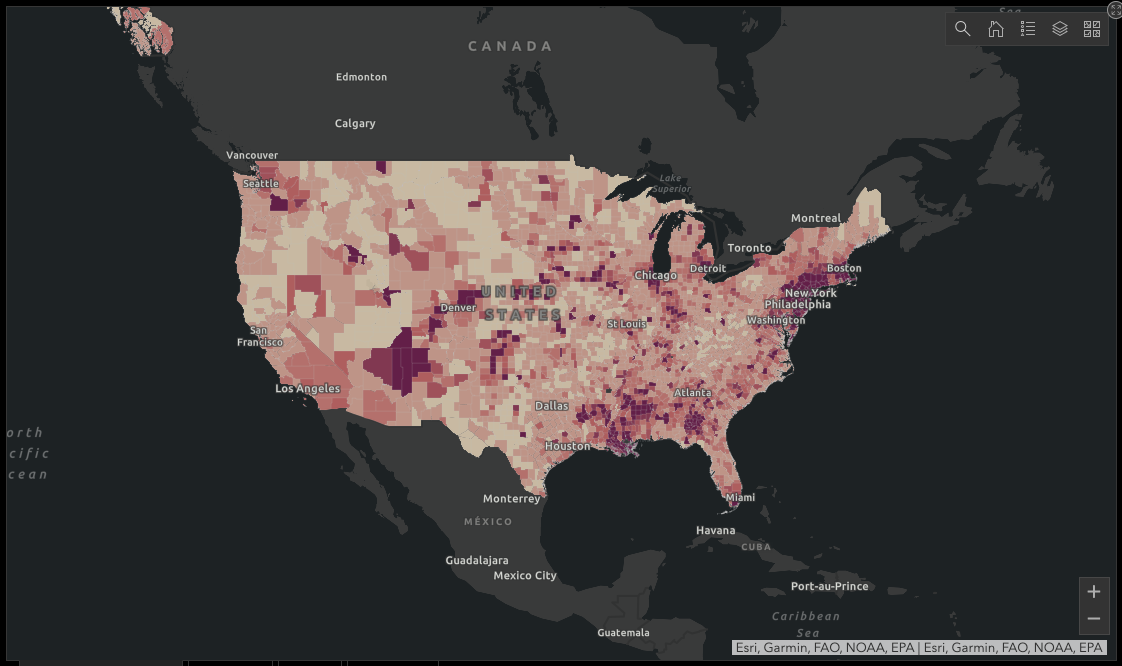 Sea
CANADA
Edmonton
Calgary
Vancouver
Seattle
Lake
Superior
Montreal
Toronto
Boston
Detroit
Chicago
UNITED
STATES
New York
Philadelphia
Denver
Washington
St Louis
San
Francisco
Los Angeles
Atlanta
Dallas
orth
cific
cean
Houston
Monterrey
Miami
MÉXICO
Havana
CUBA
Guadalajara
Mexico City
Port-au-Prince
Caribbean
Sea
Guatemala
+
−
Esri, Garmin, FAO, NOAA, EPA | Esri, Garmin, FAO, NOAA, EPA